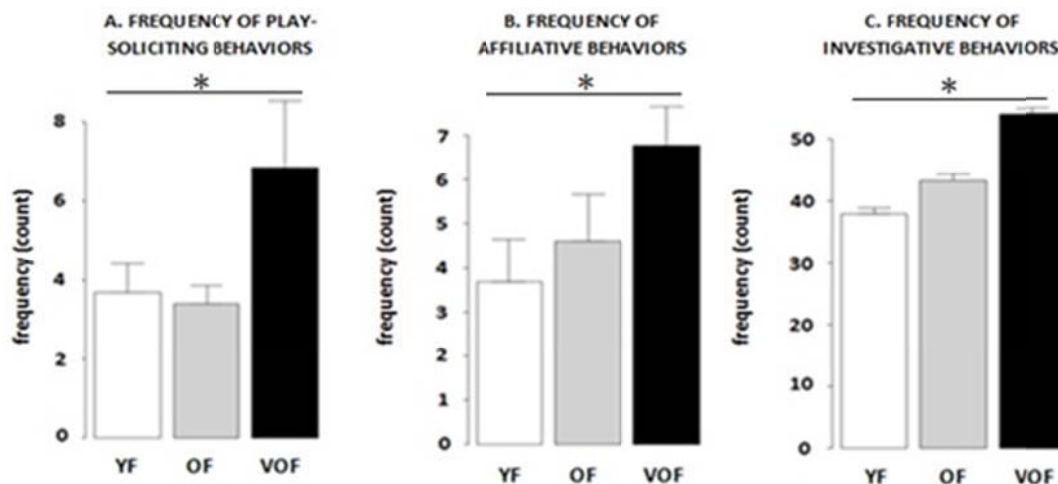 A. FREQUENCY OF PLAY-
SOLICITING BEHAVIORS
*
8
6
4
2
0
frequency (count)
YF OF VOF
B. FREQUENCY OF
AFFILIATIVE BEHAVIORS
*
7
6
5
4
3
2
1
0
frequency (count)
YF OF VOF
C. FREQUENCY OF
INVESTIGATIVE BEHAVIORS
*
50
40
30
20
10
0
frequency (count)
YF OF VOF